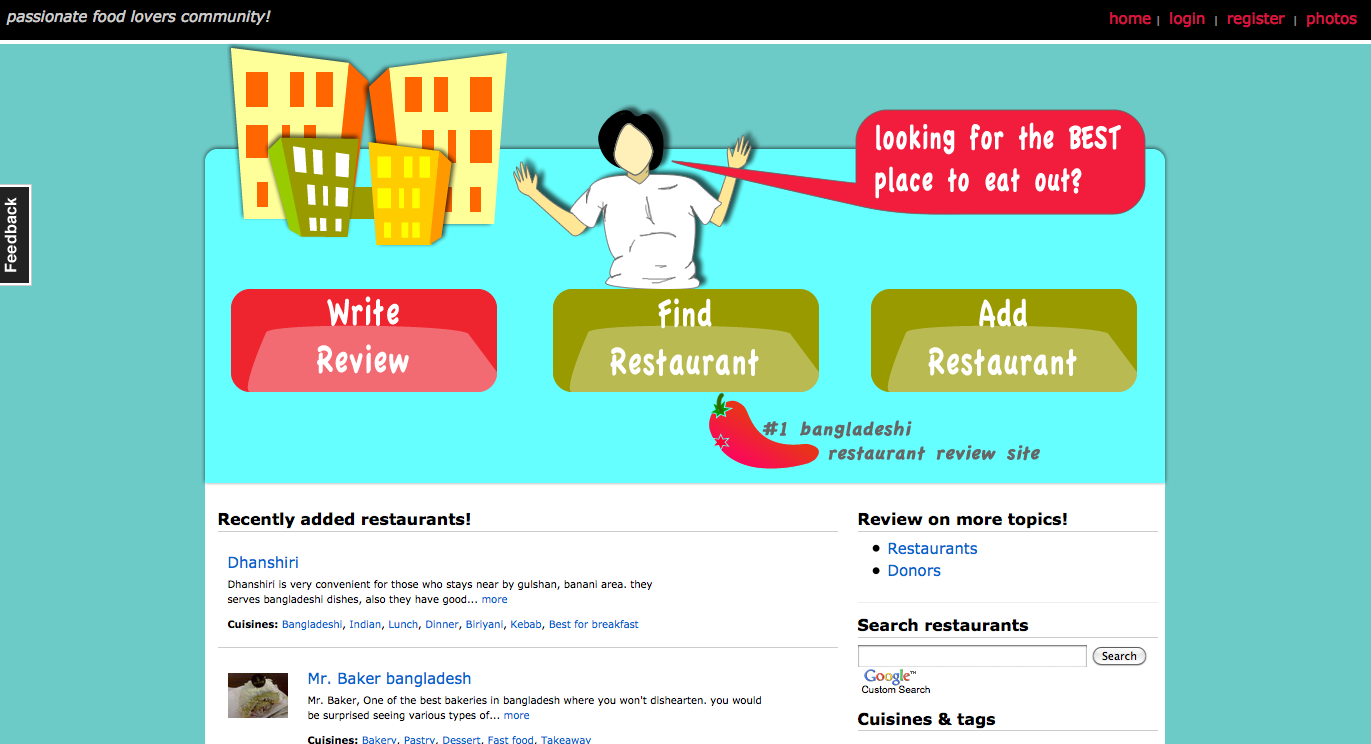 passionate food lovers community!
home | login | register | photos
Feedback
looking for the BEST
place to eat out?
Write
Review
Find
Restaurant
Add
Restaurant
#1 bangladeshi
restaurant review site
Recently added restaurants!
Dhanshiri
Dhanshiri is very convenient for those who stays near by gulshan, banani area. they
serves bangladeshi dishes, also they have good... more
Cuisines: Bangladeshi, Indian, Lunch, Dinner, Biriyani, Kebab, Best for breakfast
Mr. Baker bangladesh
Mr. Baker, One of the best bakeries in bangladesh where you won't dishearten. you would
be surprised seeing various types of... more
Cuisines: Bakery, Pastry, Dessert, Fast food, Takeaway
Review on more topics!
Restaurants
Donors
Search restaurants
Search
Google™
Custom Search
Cuisines & tags